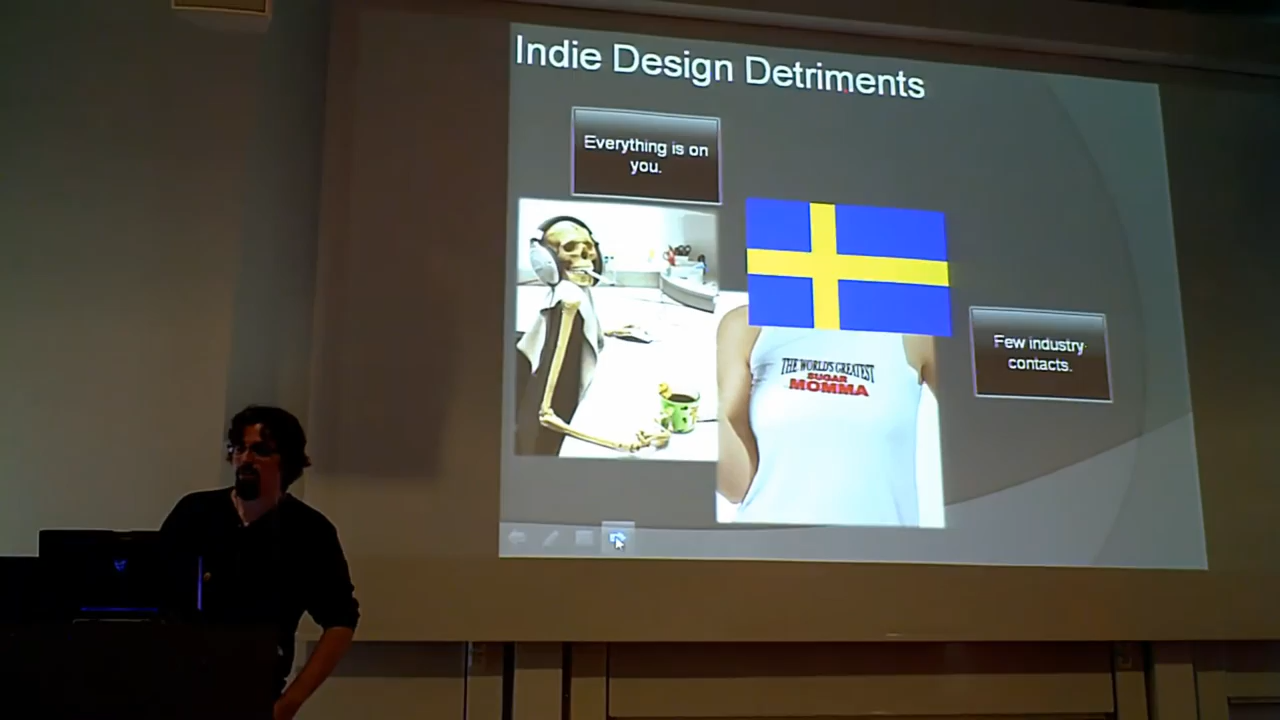 Indie Design Detriments
Everything is on
you.
THE WORLD'S GREATEST
SUGAR
MOMMA
Few industry
contacts.